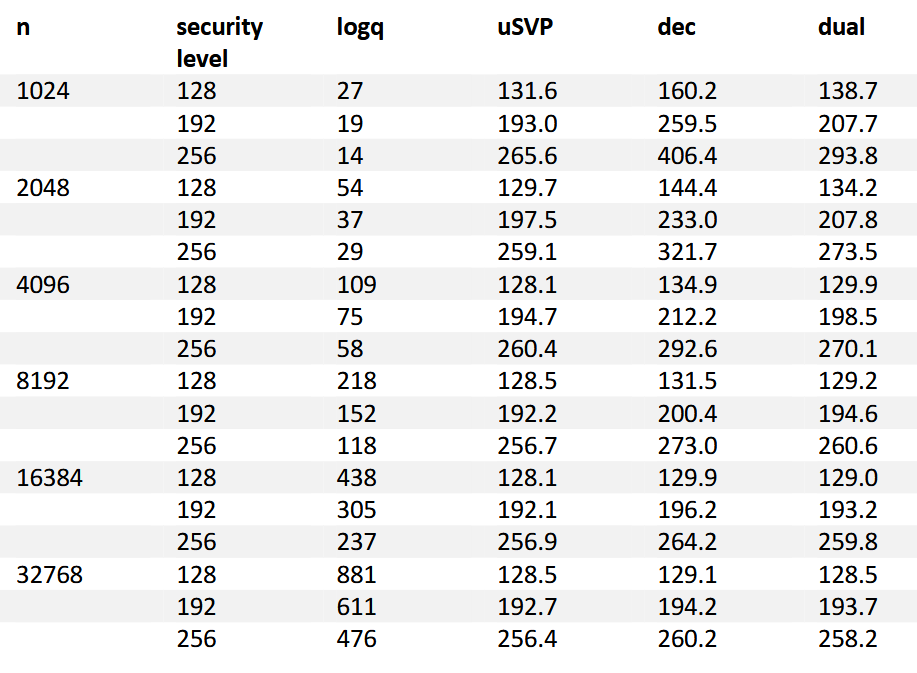 n security level logq uSVP dec dual
1024 128 27 131.6 160.2 138.7
192 19 193.0 259.5 207.7
256 14 265.6 406.4 293.8
2048 128 54 129.7 144.4 134.2
192 37 197.5 233.0 207.8
256 29 259.1 321.7 273.5
4096 128 109 128.1 134.9 129.9
192 75 194.7 212.2 198.5
256 58 260.4 292.6 270.1
8192 128 218 128.5 131.5 129.2
192 152 192.2 200.4 194.6
256 118 256.7 273.0 260.6
16384 128 438 128.1 129.9 129.0
192 305 192.1 196.2 193.2
256 237 256.9 264.2 259.8
32768 128 881 128.5 129.1 128.5
192 611 192.7 194.2 193.7
256 476 256.4 260.2 258.2